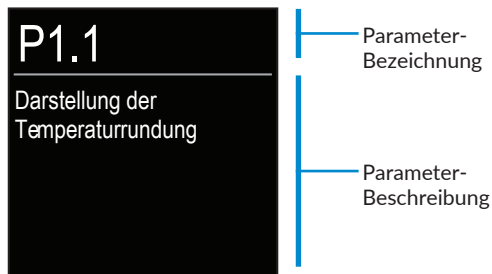 P1.1
Parameter-
Bezeichnung
Darstellung der
Temperaturrundung
Parameter-
Beschreibung